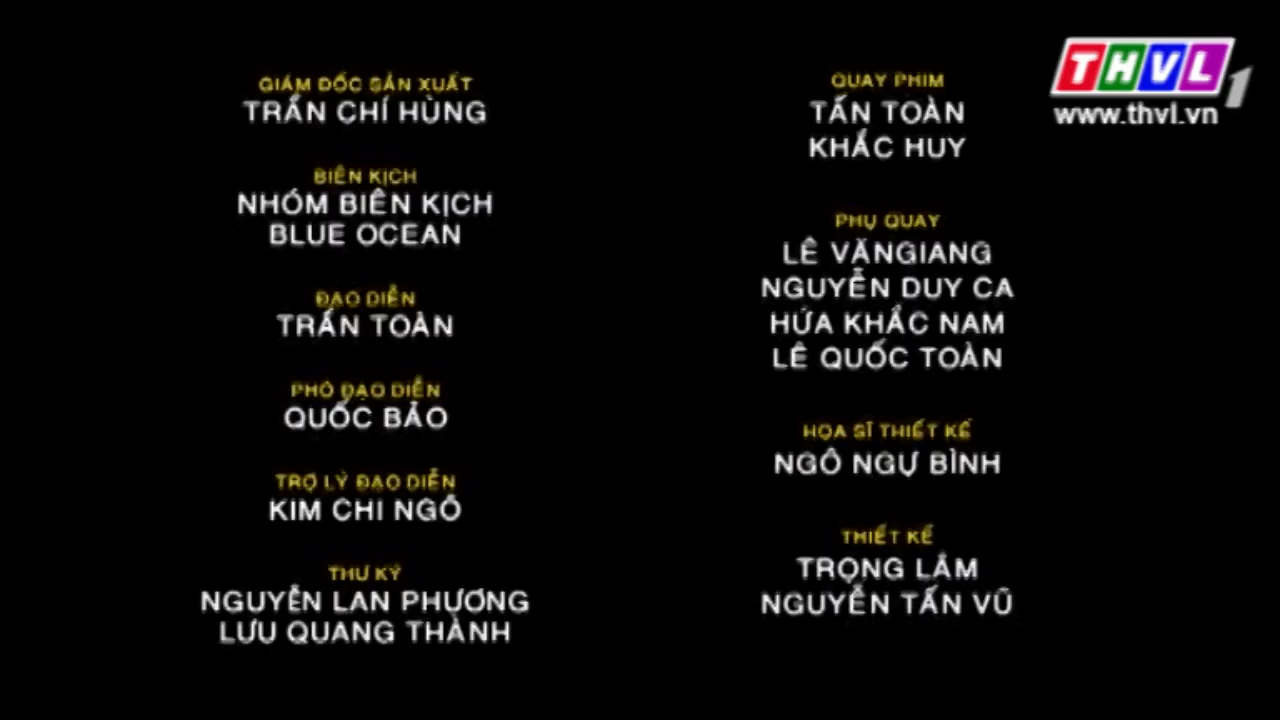 GIÁM ĐỐC SẢN XUẤT
TRẦN CHÍ HÙNG
BIÊN KỊCH
NHÓM BIÊN KỊCH
BLUE OCEAN
ĐẠO DIỄN
TRẦN TOÀN
PHÓ ĐẠO DIỄN
QUỐC BẢO
TRỢ LÝ ĐẠO DIỄN
KIM CHI NGÔ
THƯ KÝ
NGUYỄN LAN PHƯƠNG
LƯU QUANG THÀNH
QUAY PHIM
TẤN TOÀN
KHẮC HUY
PHỤ QUAY
LÊ VĂNGIANG
NGUYỄN DUY CA
HỨA KHẮC NAM
LÊ QUỐC TOÀN
HỌA SĨ THIẾT KẾ
NGÔ NGỰ BÌNH
THIẾT KẾ
TRỌNG LÂM
NGUYỄN TẤN VŨ
THVL 1
www.thvl.vn